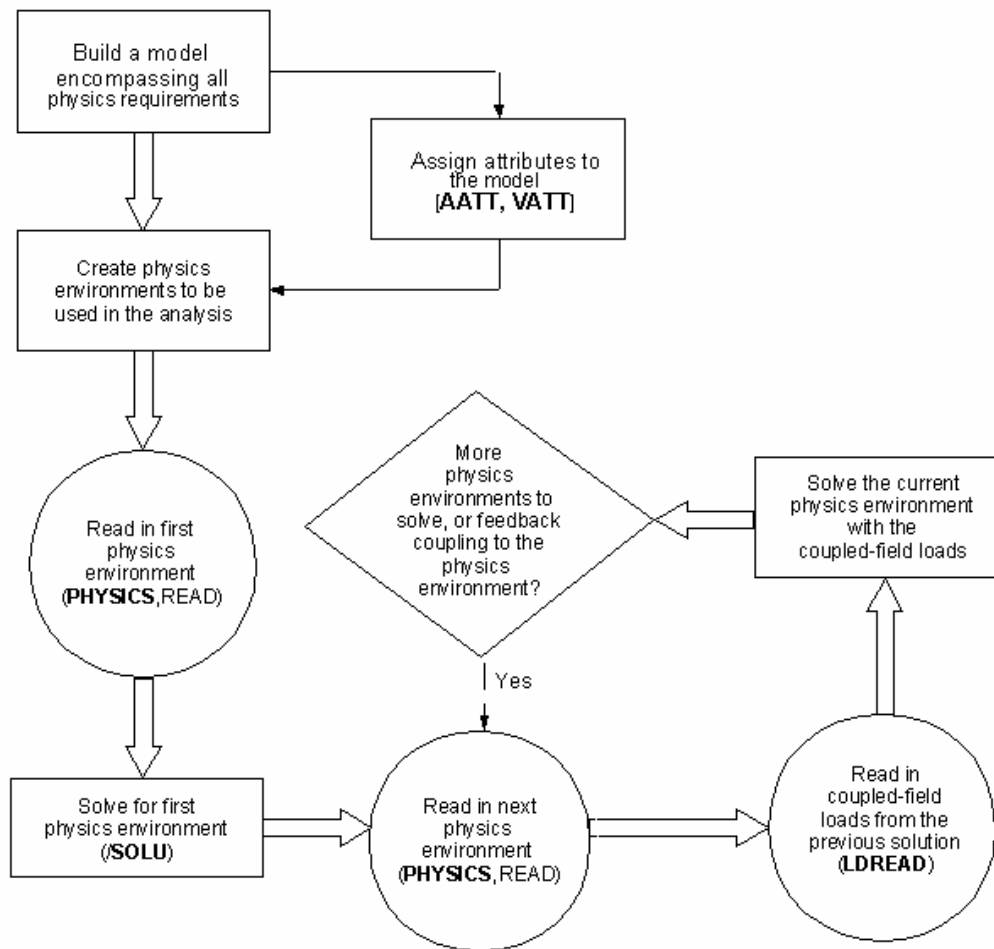 Build a model
encompassing all
physics requirements
Assign attributes to
the model
[AATT, VATT]
Create physics
environments to be
used in the analysis
More
physics
environments to
solve, or feedback
coupling to the
physics
environment?
Solve the current
physics environment
with the
coupled-field loads
Read in first
physics
environment
(PHYSICS,READ)
Yes
Solve for first
physics environment
(/SOLU)
Read in next
physics
environment
(PHYSICS,READ)
Read in
coupled-field
loads from the
previous solution
(LDREAD)